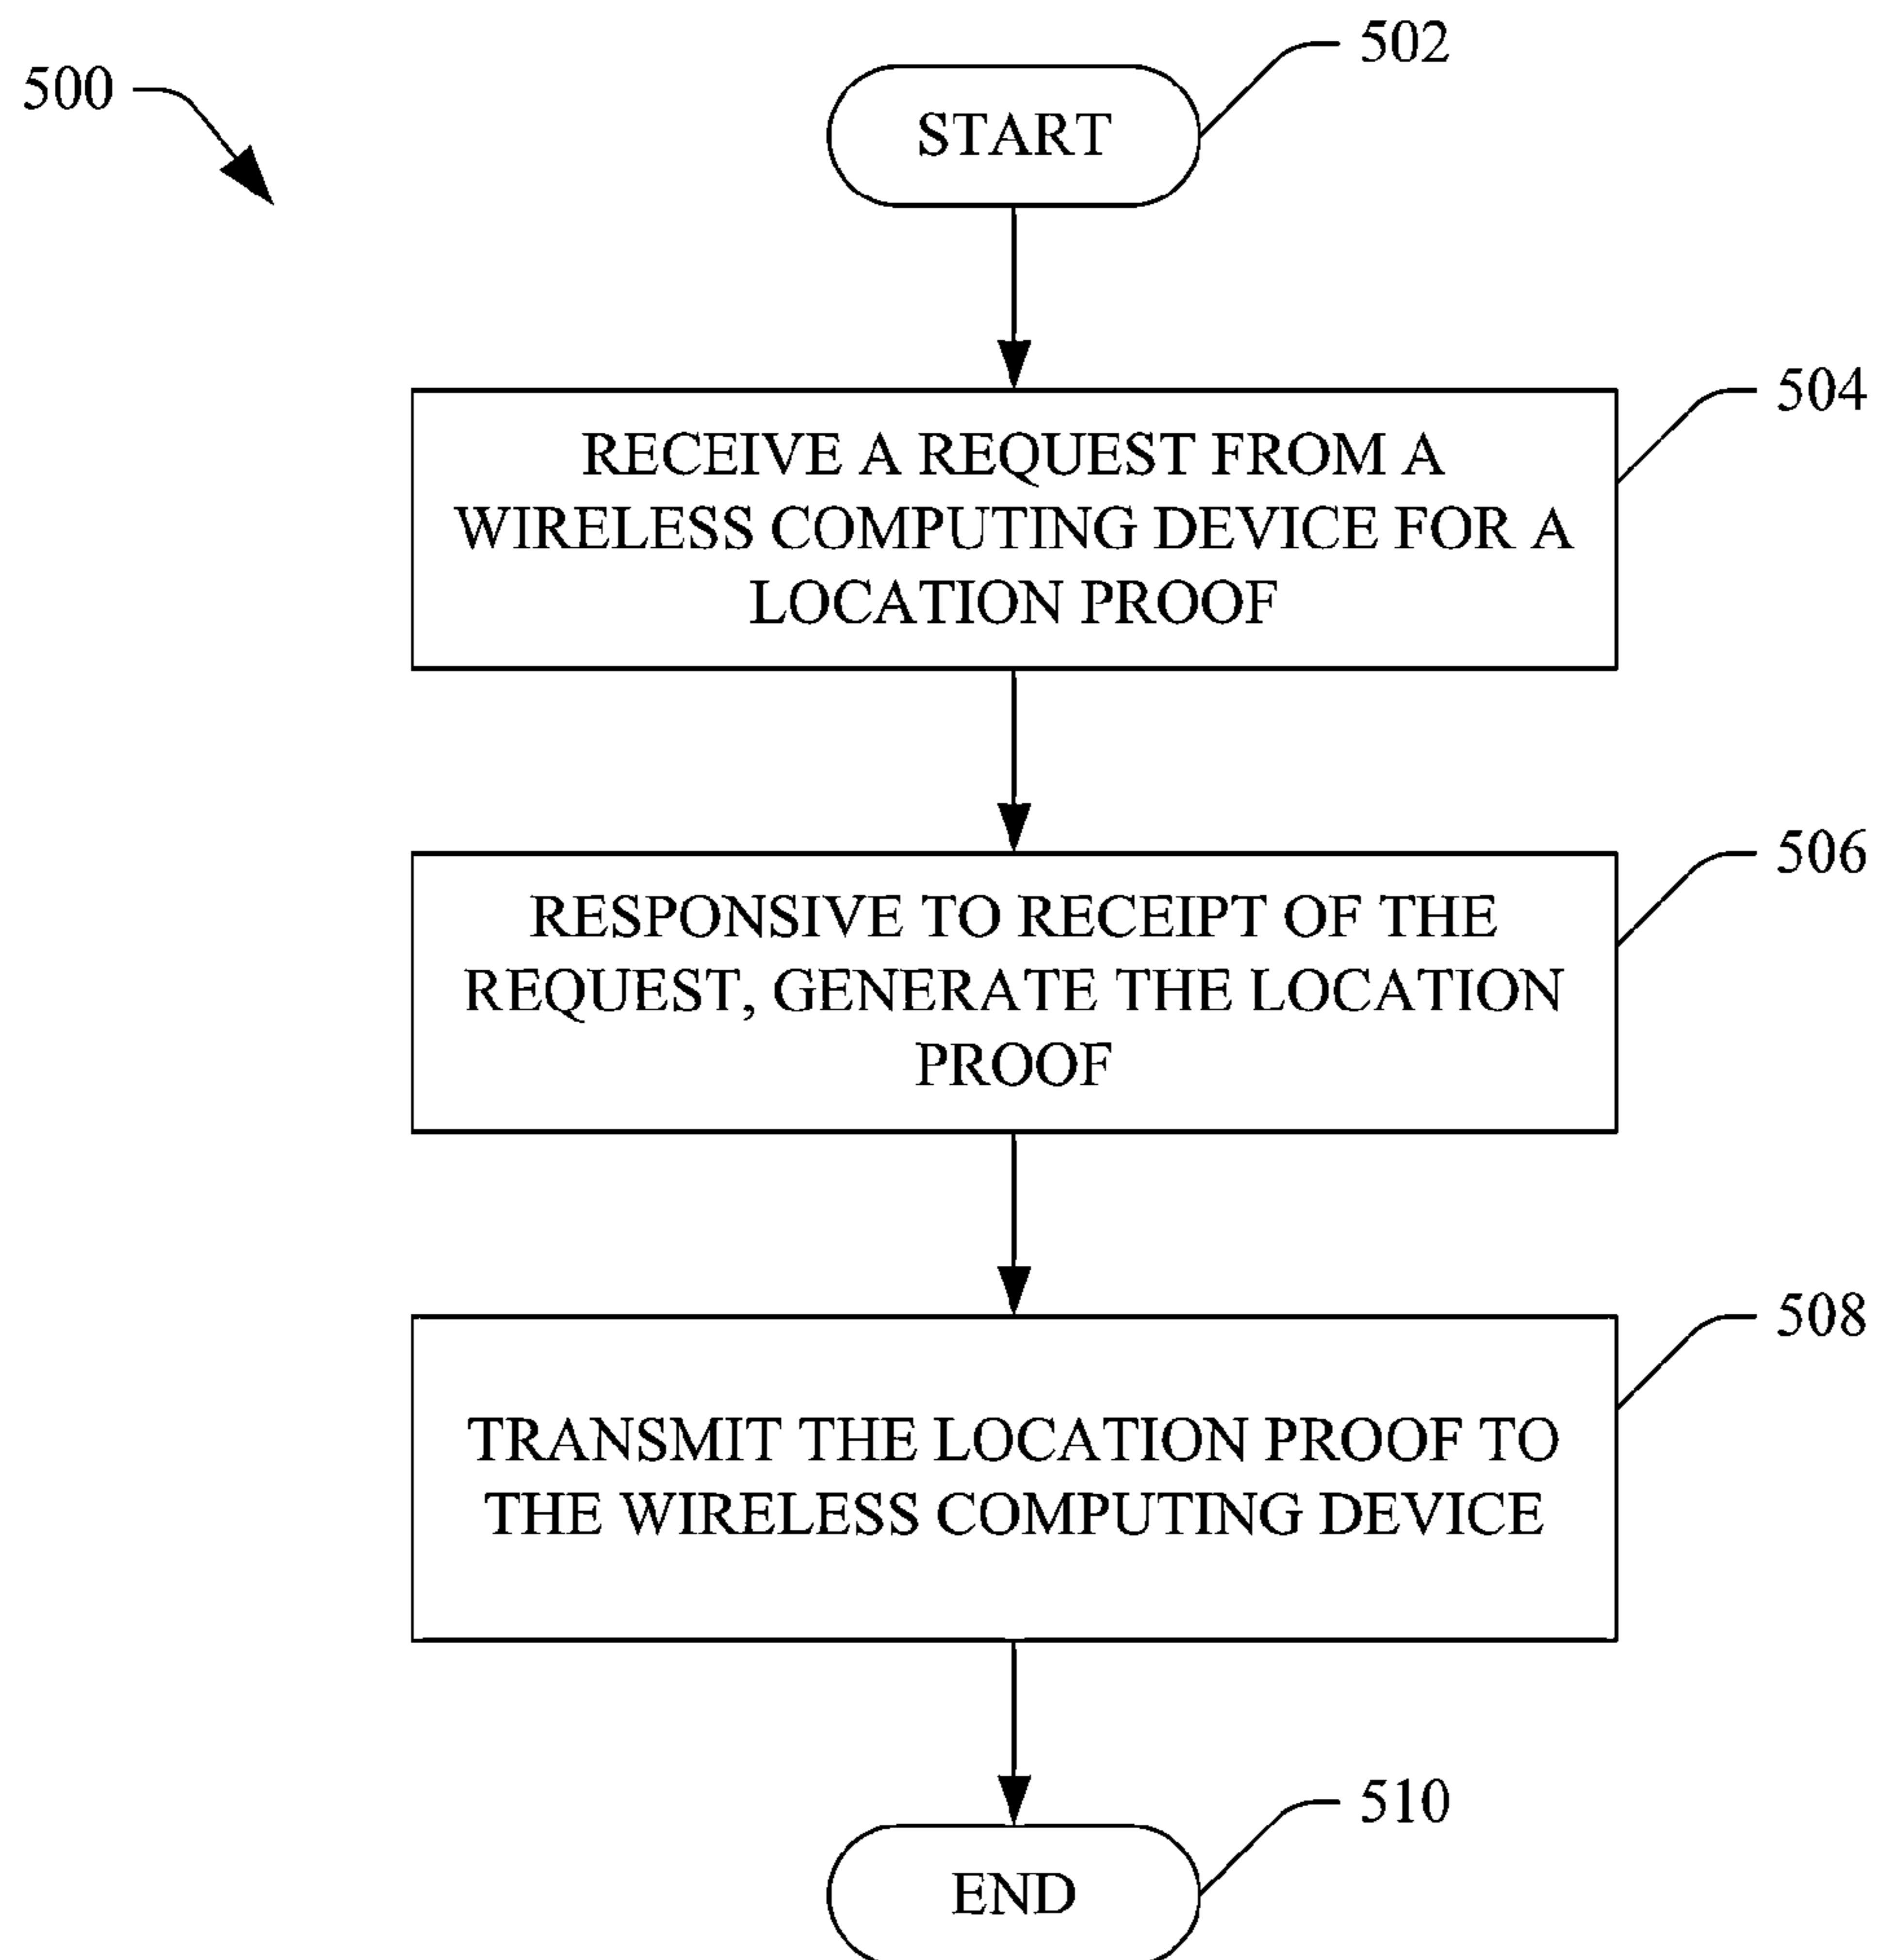 502
500
START
504
RECEIVE A REQUEST FROM A
WIRELESS COMPUTING DEVICE FOR A
LOCATION PROOF
506
RESPONSIVE TO RECEIPT OF THE
REQUEST, GENERATE THE LOCATION
PROOF
508
TRANSMIT THE LOCATION PROOF TO
THE WIRELESS COMPUTING DEVICE
510
END